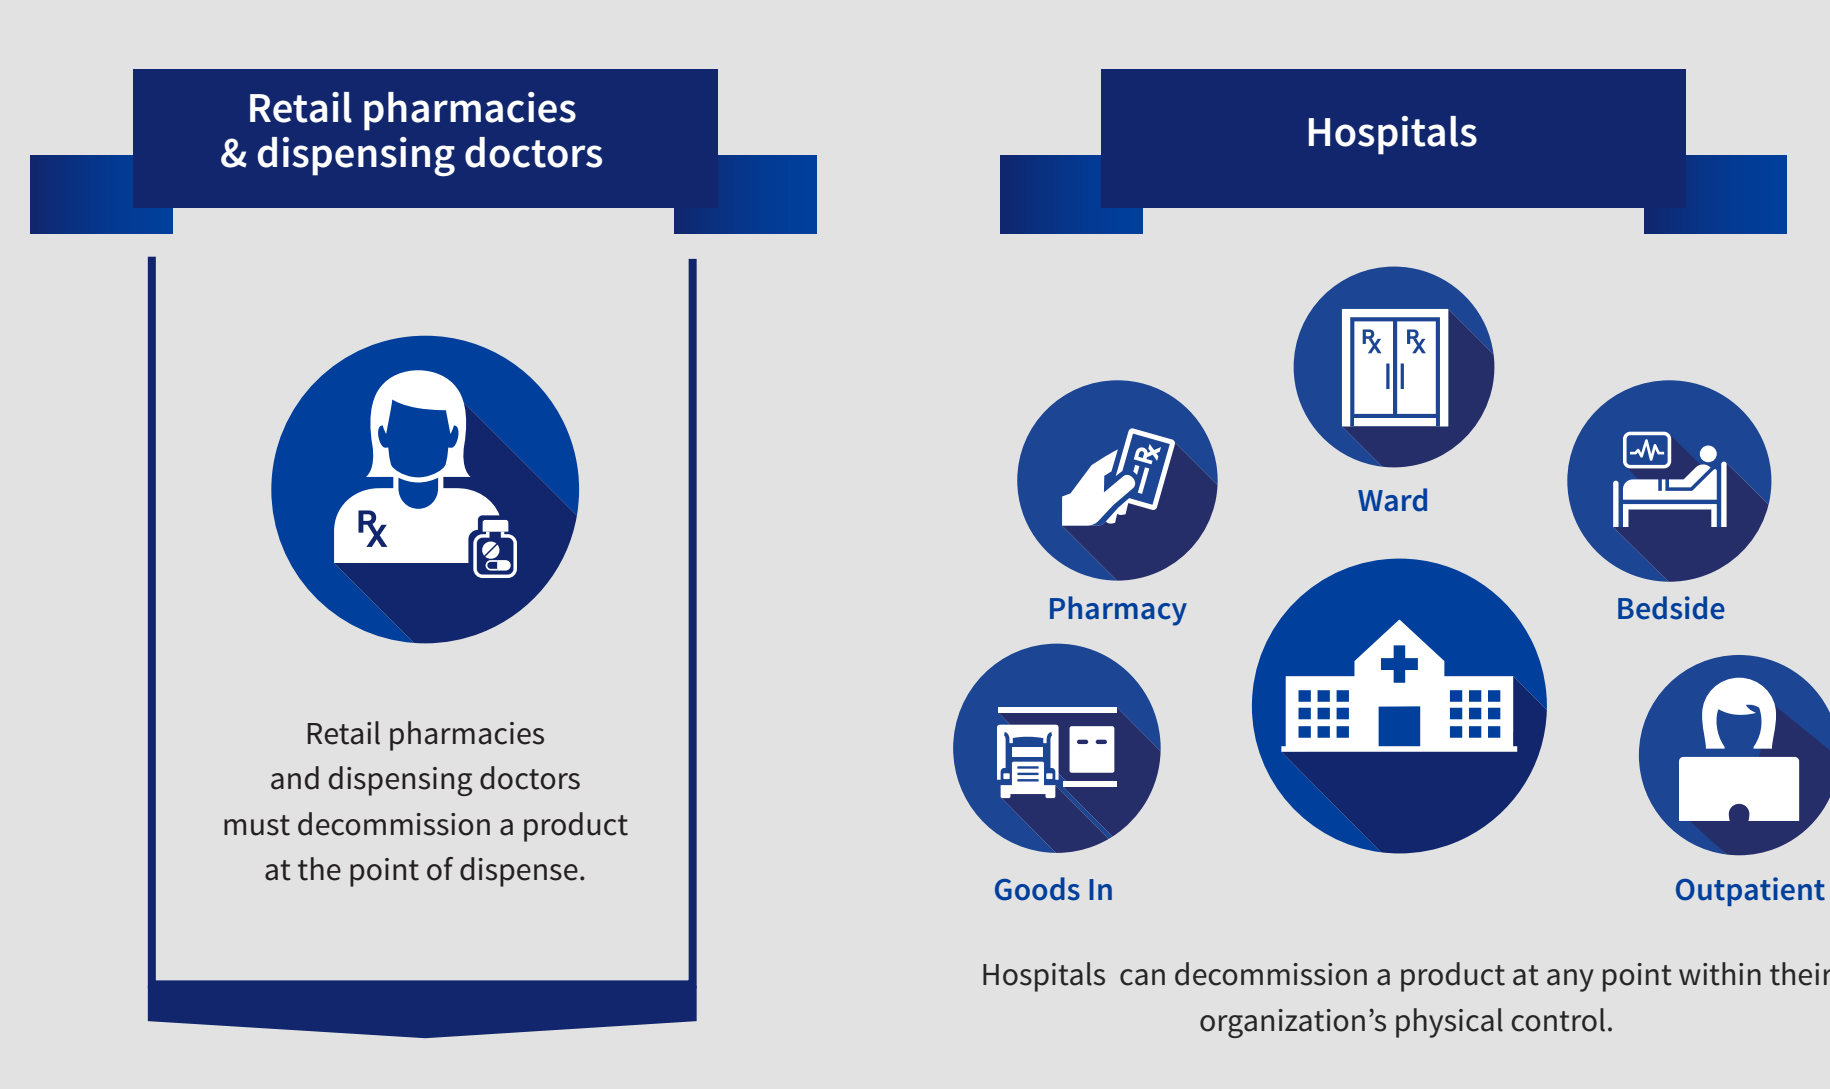 Retail pharmacies
& dispensing doctors
Rx
Retail pharmacies
and dispensing doctors
must decommission a product
at the point of dispense.
Hospitals
Rx Rx
Ward
Rx
Pharmacy
Bedside
Goods In
Outpatient
Hospitals can decommission a product at any point within their
organization’s physical control.